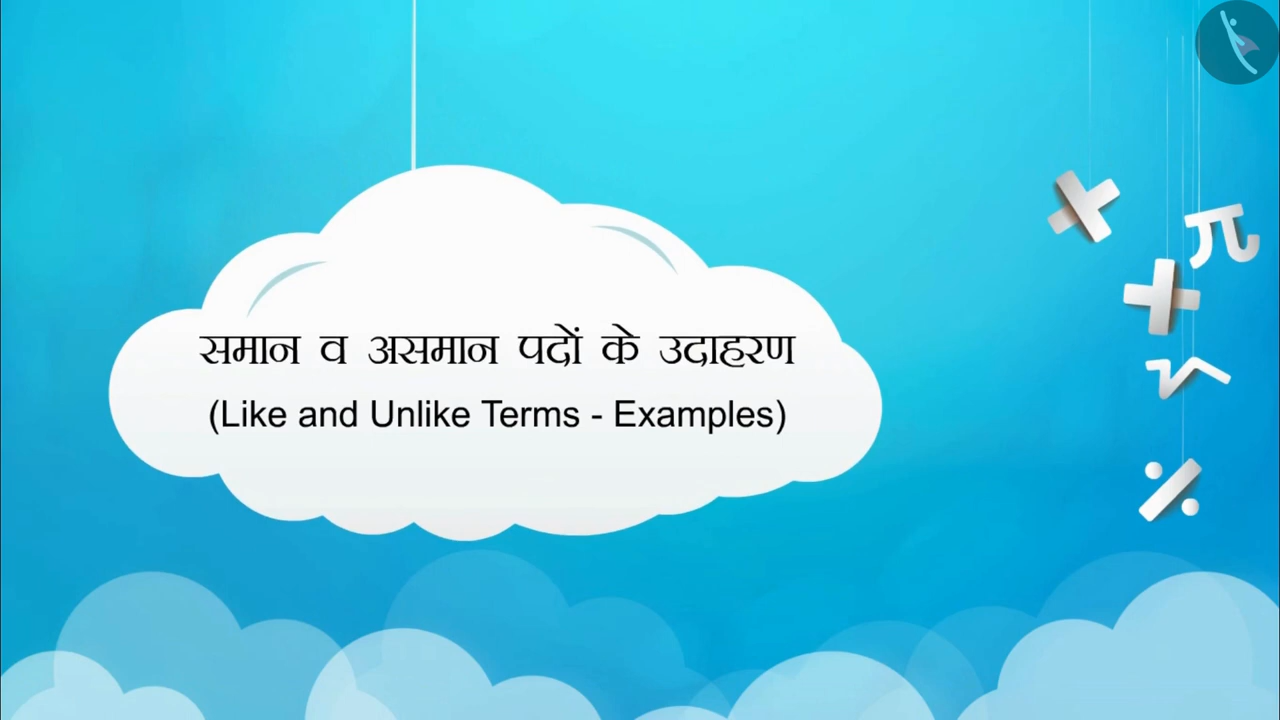 समान व असमान पदों के उदाहरण
(Like and Unlike Terms - Examples)